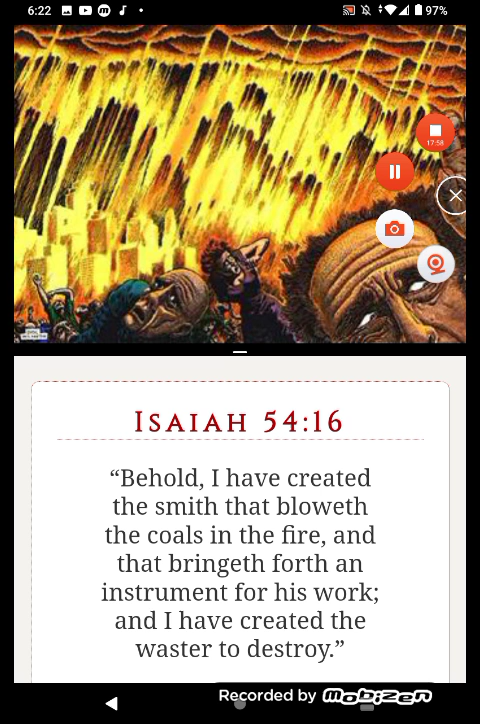 6:22
97%
17:58
Isaiah 54:16
“Behold, I have created
the smith that bloweth
the coals in the fire, and
that bringeth forth an
instrument for his work;
and I have created the
waster to destroy.”
Recorded by Mobizen